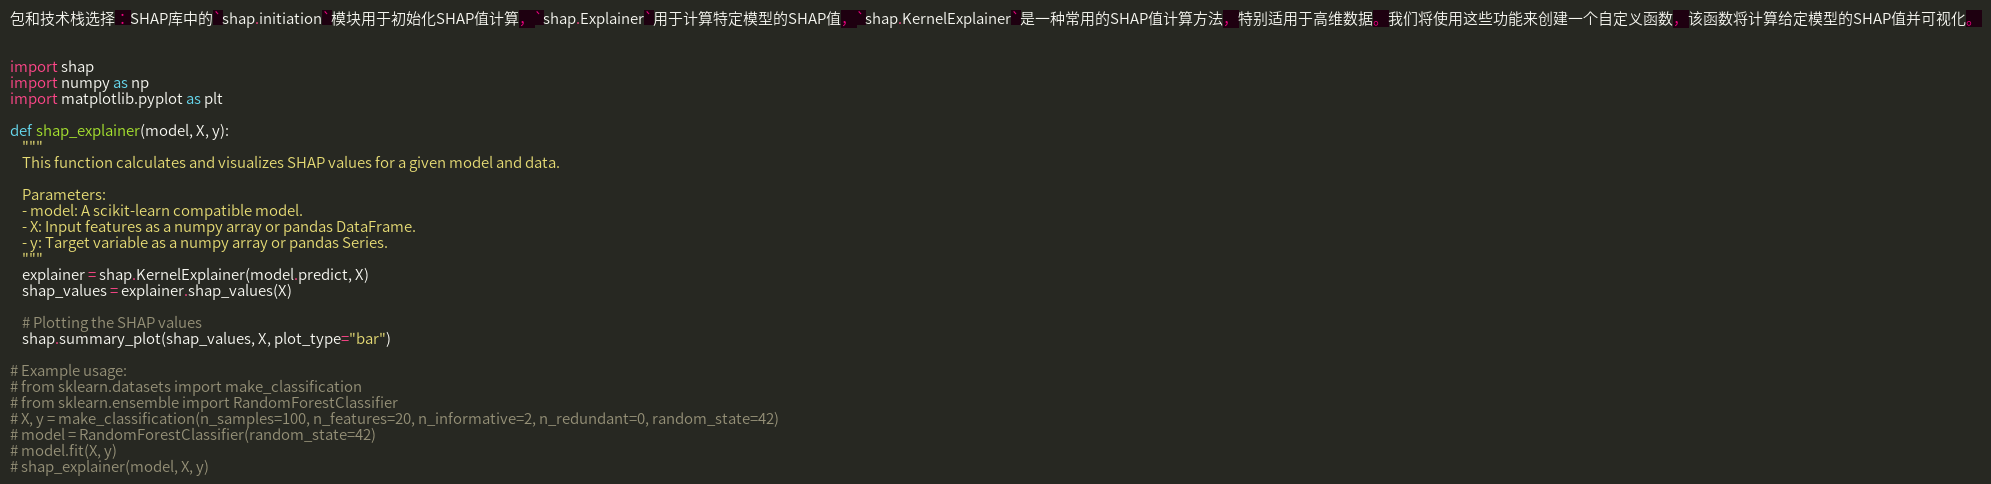 包和技术栈选择：SHAP库中的`shap.initiation`模块用于初始化SHAP值计算，`shap.Explainer`用于计算特定模型的SHAP值，`shap.KernelExplainer`是一种常用的SHAP值计算方法，特别适用于高维数据。我们将使用这些功能来创建一个自定义函数，该函数将计算给定模型的SHAP值并可视化。
import shap
import numpy as np
import matplotlib.pyplot as plt
def shap_explainer(model, X, y):
"""
This function calculates and visualizes SHAP values for a given model and data.
Parameters:
- model: A scikit-learn compatible model.
- X: Input features as a numpy array or pandas DataFrame.
- y: Target variable as a numpy array or pandas Series.
"""
explainer = shap.KernelExplainer(model.predict, X)
shap_values = explainer.shap_values(X)
# Plotting the SHAP values
shap.summary_plot(shap_values, X, plot_type="bar")
# Example usage:
# from sklearn.datasets import make_classification
# from sklearn.ensemble import RandomForestClassifier
# X, y = make_classification(n_samples=100, n_features=20, n_informative=2, n_redundant=0, random_state=42)
# model = RandomForestClassifier(random_state=42)
# model.fit(X, y)
# shap_explainer(model, X, y)